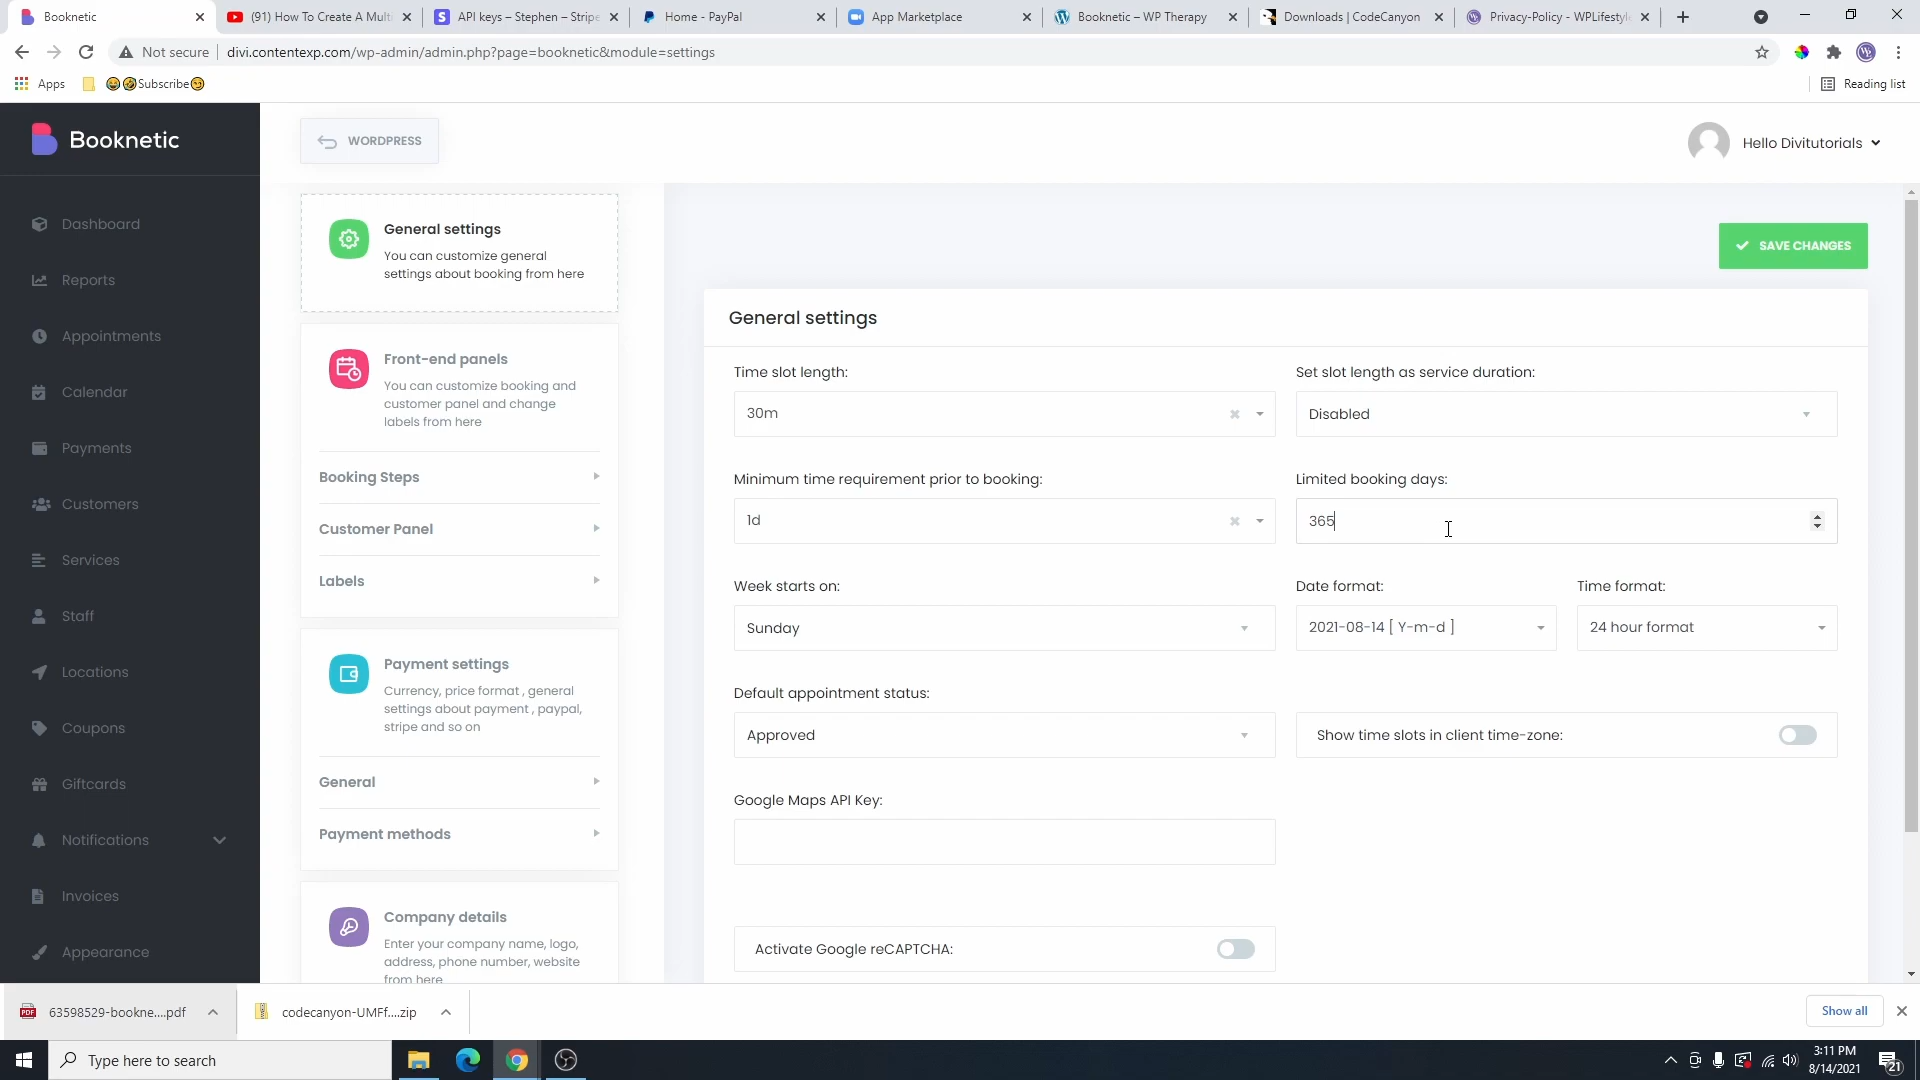 Booknetic
(91) How To Create A Mult
API keys – Stephen – Stripe
Home - PayPal
App Marketplace
Booknetic – WP Therapy
Downloads | CodeCanyon
Privacy-Policy - WPLifestyl
Not secure
divi.contentexp.com/wp-admin/admin.php?page=booknetic&module=settings
Apps
Subscribe
Reading list
Booknetic
WORDPRESS
Hello Divitutorials
Dashboard
Reports
Appointments
Calendar
Payments
Customers
Services
Staff
Locations
Coupons
Giftcards
Notifications
Invoices
Appearance
General settings
You can customize general
settings about booking from here
Front-end panels
You can customize booking and
customer panel and change
labels from here
Booking Steps
Customer Panel
Labels
Payment settings
Currency, price format , general
settings about payment , paypal,
stripe and so on
General
Payment methods
Company details
Enter your company name, logo,
address, phone number, website
from here
SAVE CHANGES
General settings
Time slot length:
30m
Set slot length as service duration:
Disabled
Minimum time requirement prior to booking:
1d
Limited booking days:
365
Week starts on:
Sunday
Date format:
2021-08-14 [ Y-m-d ]
Time format:
24 hour format
Default appointment status:
Approved
Show time slots in client time-zone:
Google Maps API Key:
Activate Google reCAPTCHA:
63598529-bookne....pdf
codecanyon-UMFf....zip
Show all
Type here to search
3:11 PM
8/14/2021
21